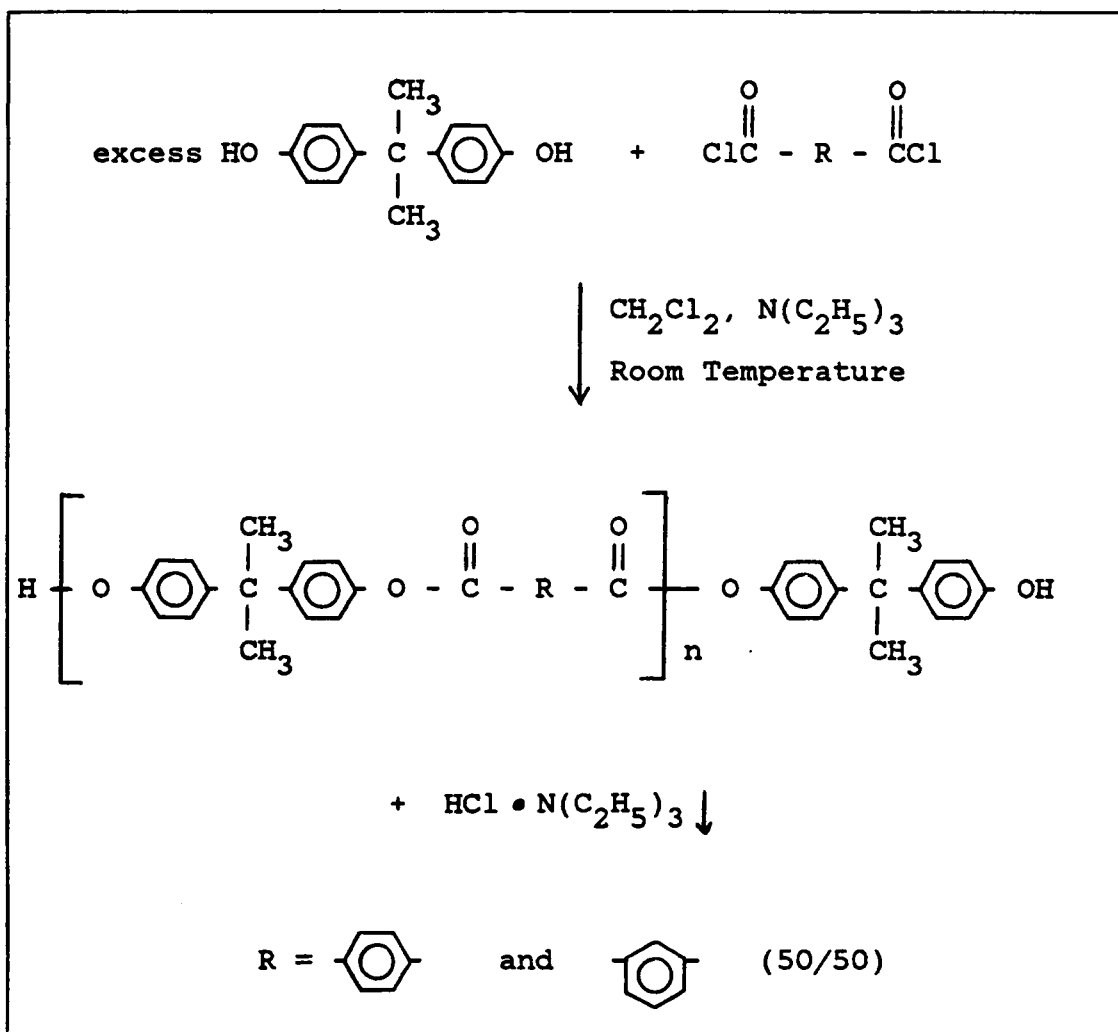 CH3 O O
excess HO C OH + ClC - R - CCl
CH3
CH2Cl2, N(C2H5)3
Room Temperature
CH3 O O CH3
H O C O - C - R - C O C OH
CH3 n CH3
+ HCl • N(C2H5)3 ↓
R = and (50/50)